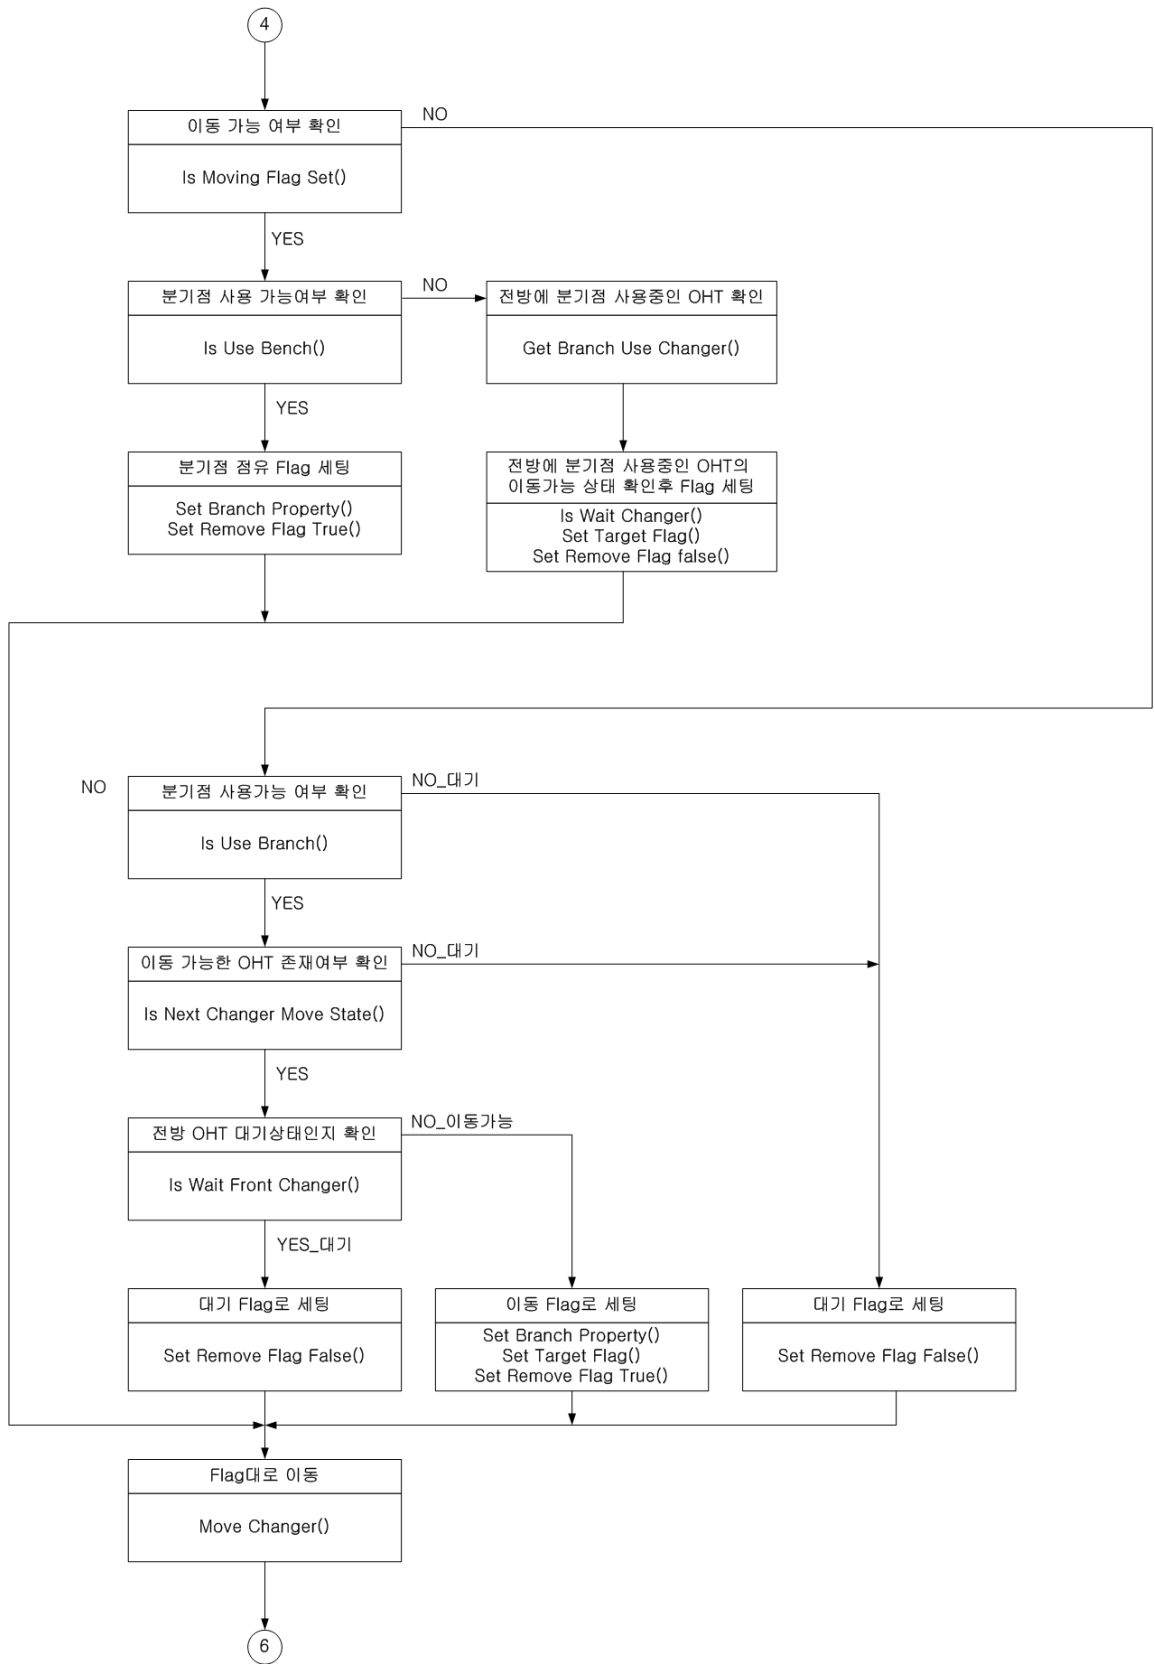 4
이동 가능 여부 확인
NO
Is Moving Flag Set()
YES
분기점 사용 가능여부 확인
NO
전방에 분기점 사용중인 OHT 확인
Is Use Bench()
Get Branch Use Changer()
YES
분기점 점유 Flag 세팅
전방에 분기점 사용중인 OHT의
이동가능 상태 확인후 Flag 세팅
Set Branch Property()
Set Remove Flag True()
Is Wait Changer()
Set Target Flag()
Set Remove Flag false()
NO
분기점 사용가능 여부 확인
NO_대기
Is Use Branch()
YES
이동 가능한 OHT 존재여부 확인
NO_대기
Is Next Changer Move State()
YES
전방 OHT 대기상태인지 확인
NO_이동가능
Is Wait Front Changer()
YES_대기
대기 Flag로 세팅
이동 Flag로 세팅
대기 Flag로 세팅
Set Remove Flag False()
Set Branch Property()
Set Target Flag()
Set Remove Flag True()
Set Remove Flag False()
Flag대로 이동
Move Changer()
6